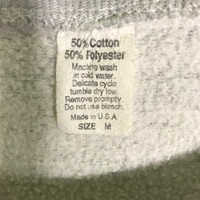 50% Cotton
50% Polyester
Machine wash
in cold water.
Delicate cycle
tumble dry low.
Remove promptly.
Do not bleach.
Made in U.S.A
SIZE M